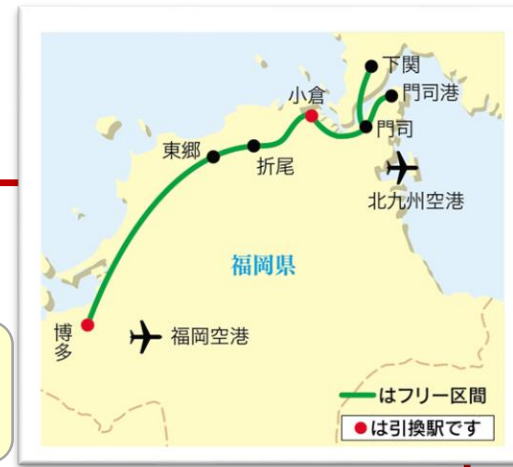 下関
門司港
小倉
門司
東郷
折尾
北九州空港
福岡県
博多
福岡空港
はフリー区間
は引換駅です